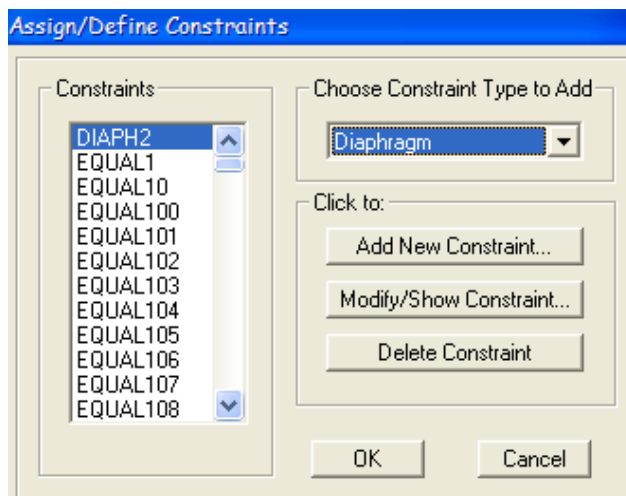 Assign/Define Constraints
Constraints
DIAPH2
EQUAL1
EQUAL10
EQUAL100
EQUAL101
EQUAL102
EQUAL103
EQUAL104
EQUAL105
EQUAL106
EQUAL107
EQUAL108
Choose Constraint Type to Add
Diaphragm
Click to:
Add New Constraint...
Modify/Show Constraint...
Delete Constraint
OK
Cancel